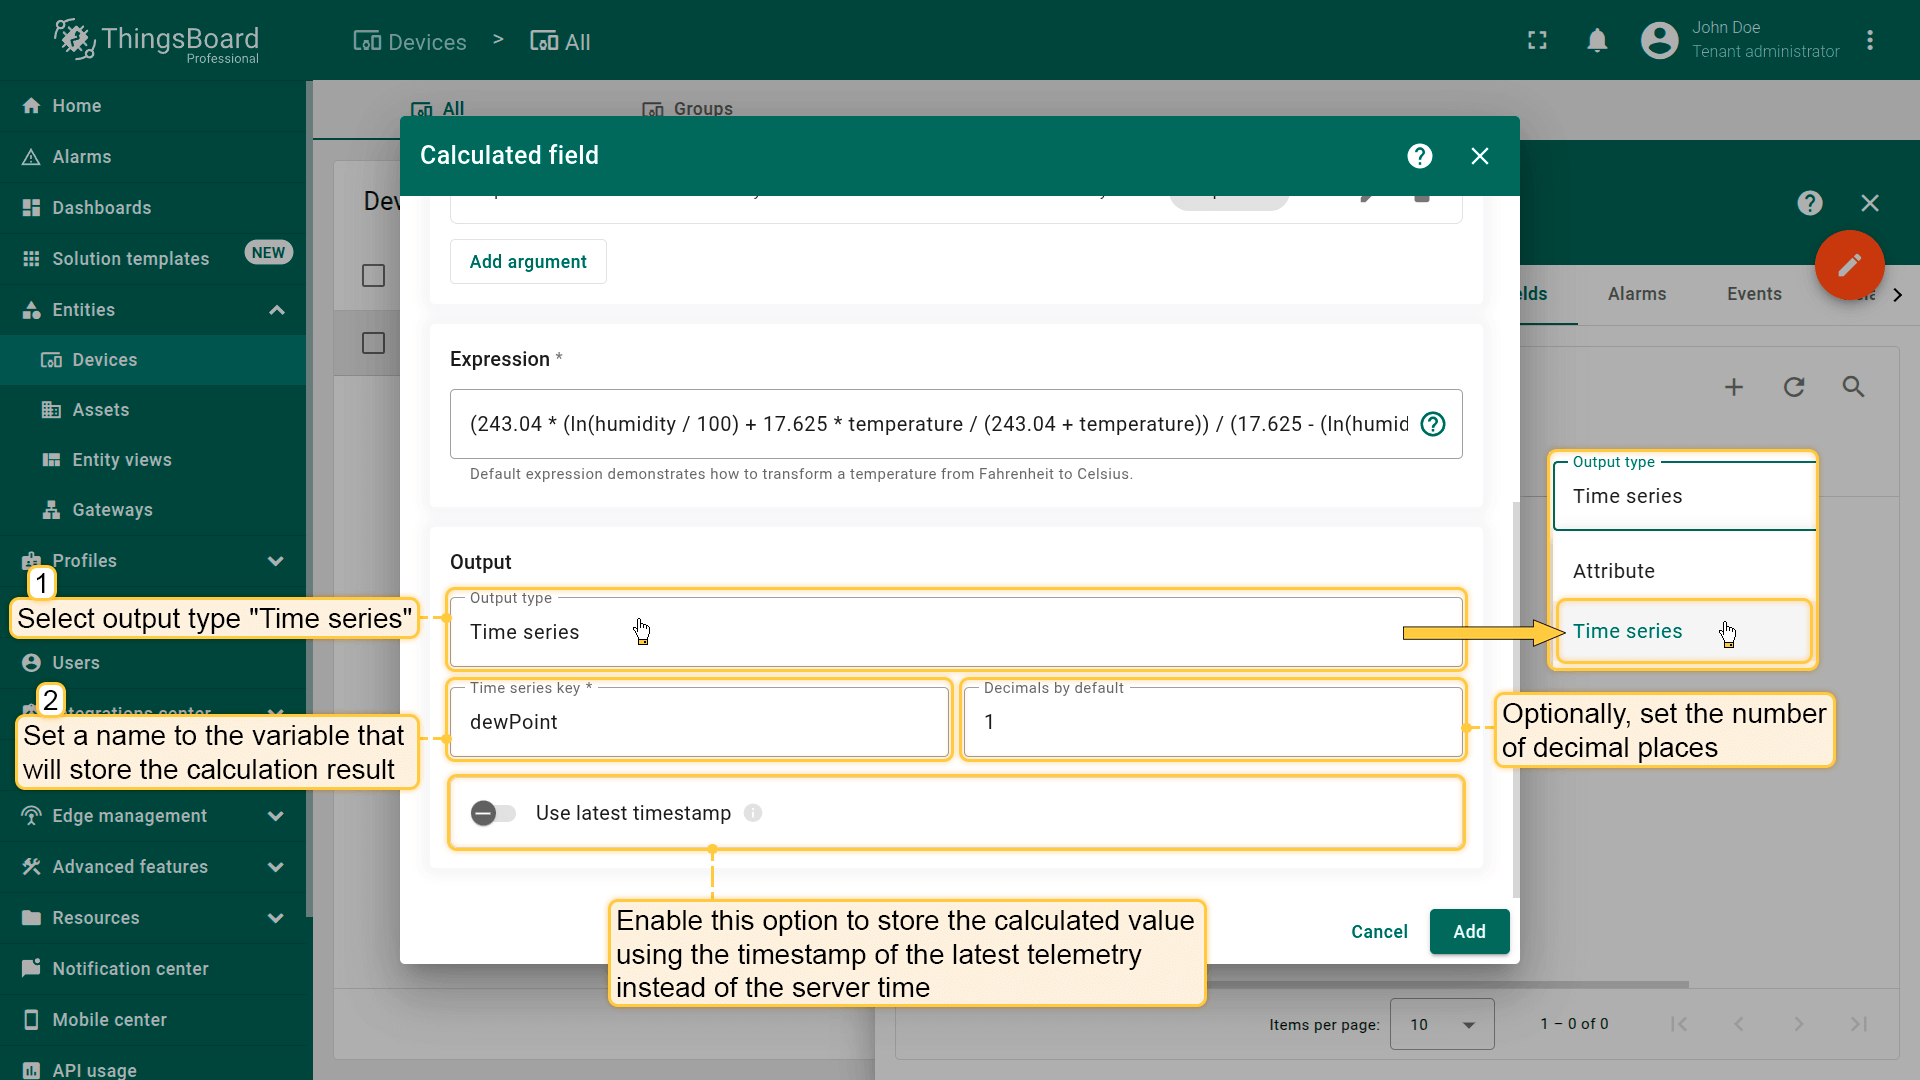 ThingsBoard
Professional
Devices > All
John Doe
Tenant administrator
Home
Alarms
Dashboards
Solution templates NEW
Entities
Devices
Assets
Entity views
Gateways
Profiles
1
Select output type "Time series"
Users
2
Set a name to the variable that
will store the calculation result
Edge management
Advanced features
Resources
Notification center
Mobile center
API usage
All
Groups
Calculated field
Add argument
Expression *
(243.04 * (ln(humidity / 100) + 17.625 * temperature / (243.04 + temperature)) / (17.625 - (ln(humid
Default expression demonstrates how to transform a temperature from Fahrenheit to Celsius.
Output
Output type
Time series
Time series key *
dewPoint
Decimals by default
1
Use latest timestamp
Enable this option to store the calculated value
using the timestamp of the latest telemetry
instead of the server time
Cancel
Add
Alarms
Events
Output type
Time series
Attribute
Time series
Optionally, set the number
of decimal places
Items per page: 10
1 – 0 of 0